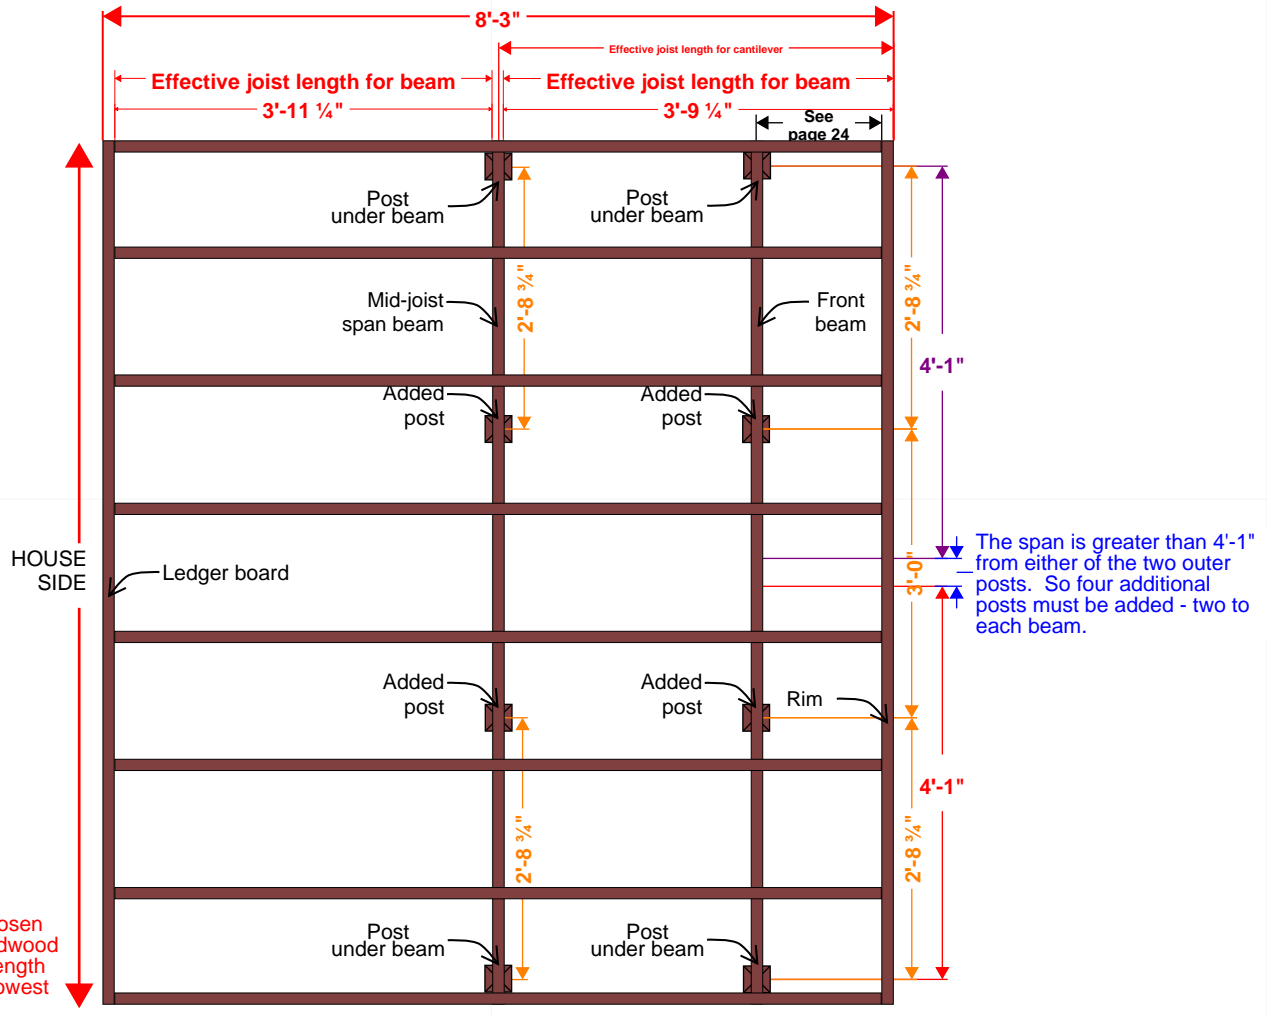 8'-3"
Effective joist length for cantilever
Effective joist length for beam
Effective joist length for beam
3'-11 ¼"
3'-9 ¼"
See
page 24
Post
under beam
Post
under beam
2'-8 ¾"
2'-8 ¾"
Mid-joist
span beam
Front
beam
4'-1"
Added
post
Added
post
HOUSE
SIDE
Ledger board
3'-0"
The span is greater than 4'-1"
from either of the two outer
posts. So four additional
posts must be added - two to
each beam.
Added
post
Added
post
Rim
4'-1"
2'-8 ¾"
2'-8 ¾"
Post
under beam
Post
under beam
osen
dwood
ength
owest